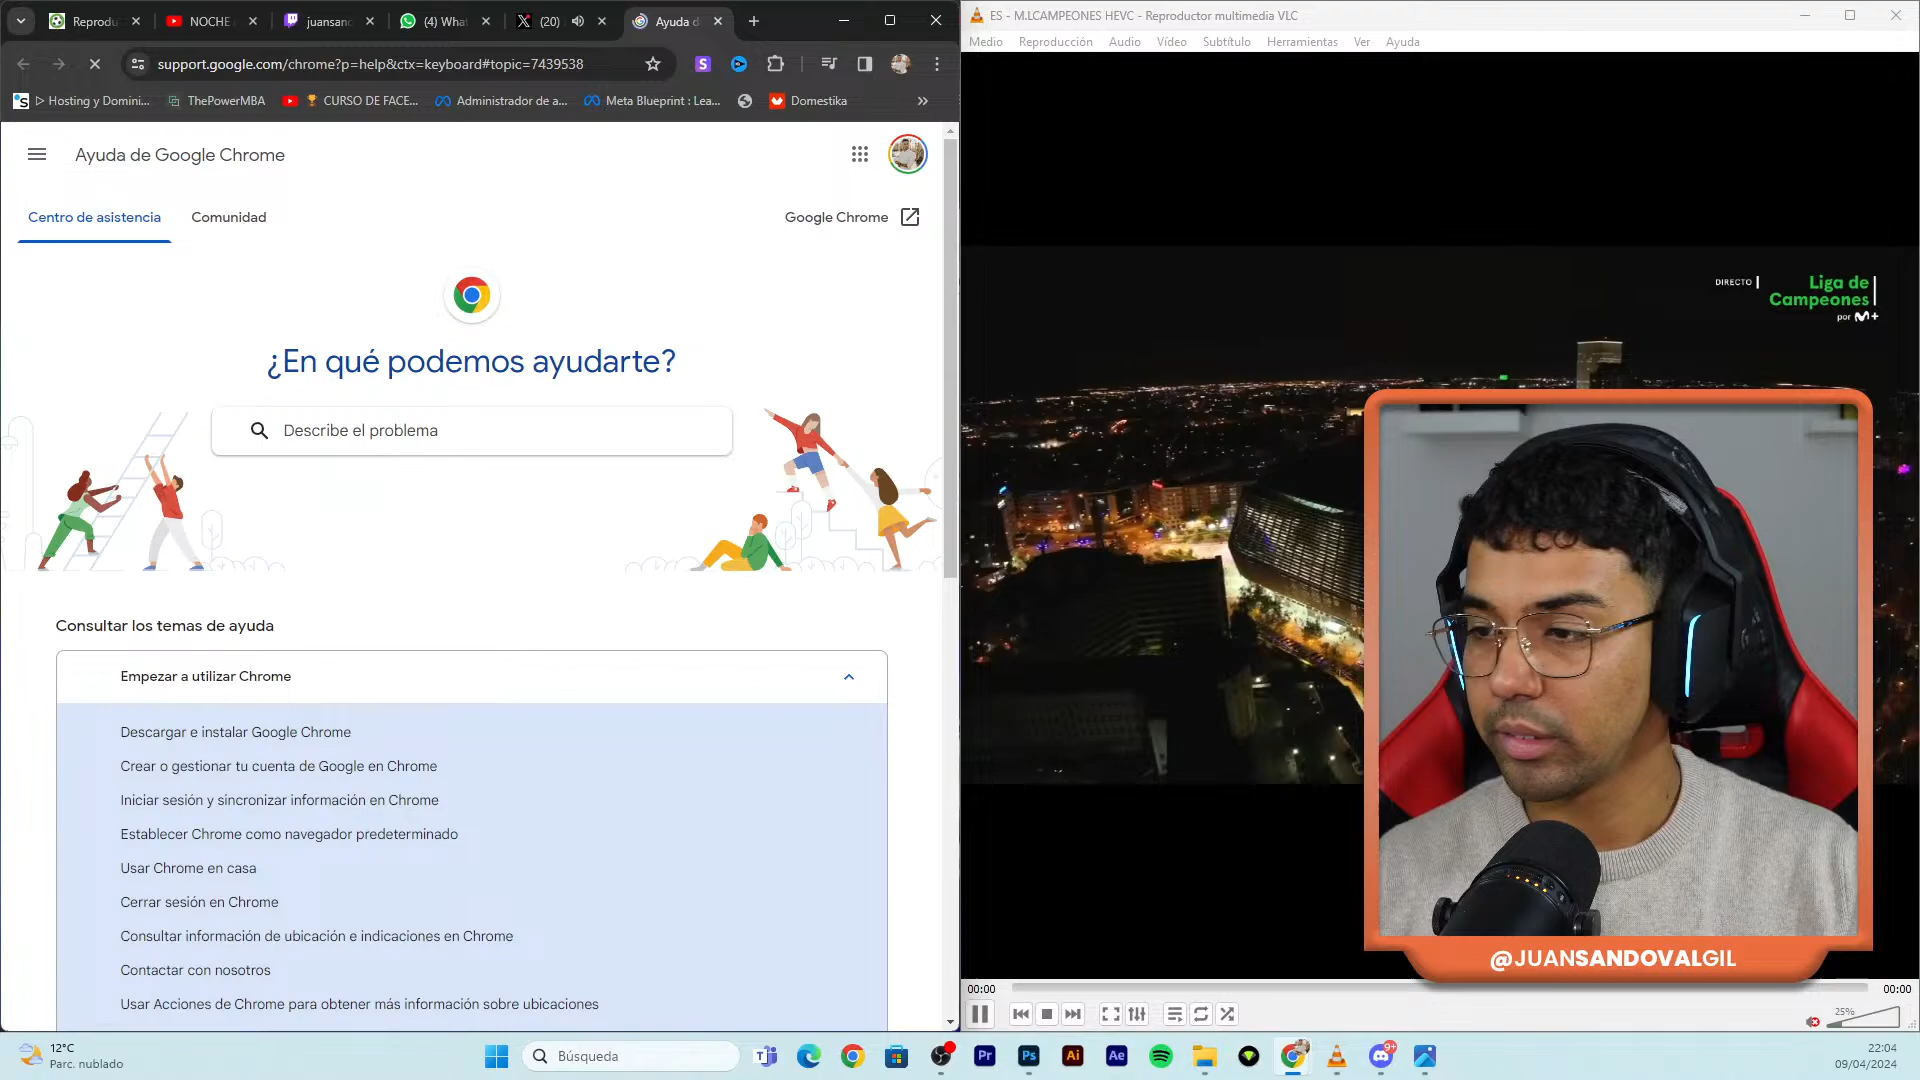 Reprodu
NOCHE
juansand
(4) What
(20)
Ayuda d
support.google.com/chrome?p=help&ctx=keyboard#topic=7439538
▷ Hosting y Domini...
ThePowerMBA
🏆 CURSO DE FACE...
Administrador de a...
Meta Blueprint : Lea...
Domestika
Ayuda de Google Chrome
Centro de asistencia
Comunidad
Google Chrome
¿En qué podemos ayudarte?
Describe el problema
Consultar los temas de ayuda
Empezar a utilizar Chrome
Descargar e instalar Google Chrome
Crear o gestionar tu cuenta de Google en Chrome
Iniciar sesión y sincronizar información en Chrome
Establecer Chrome como navegador predeterminado
Usar Chrome en casa
Cerrar sesión en Chrome
Consultar información de ubicación e indicaciones en Chrome
Contactar con nosotros
Usar Acciones de Chrome para obtener más información sobre ubicaciones
ES - M.LCAMPEONES HEVC - Reproductor multimedia VLC
Medio
Reproducción
Audio
Vídeo
Subtítulo
Herramientas
Ver
Ayuda
DIRECTO
Liga de
Campeones
por M+
@JUANSANDOVALGIL
00:00
00:00
25%
12°C
Parc. nublado
Búsqueda
Pr
Ps
Ai
Ae
9+
22:04
09/04/2024